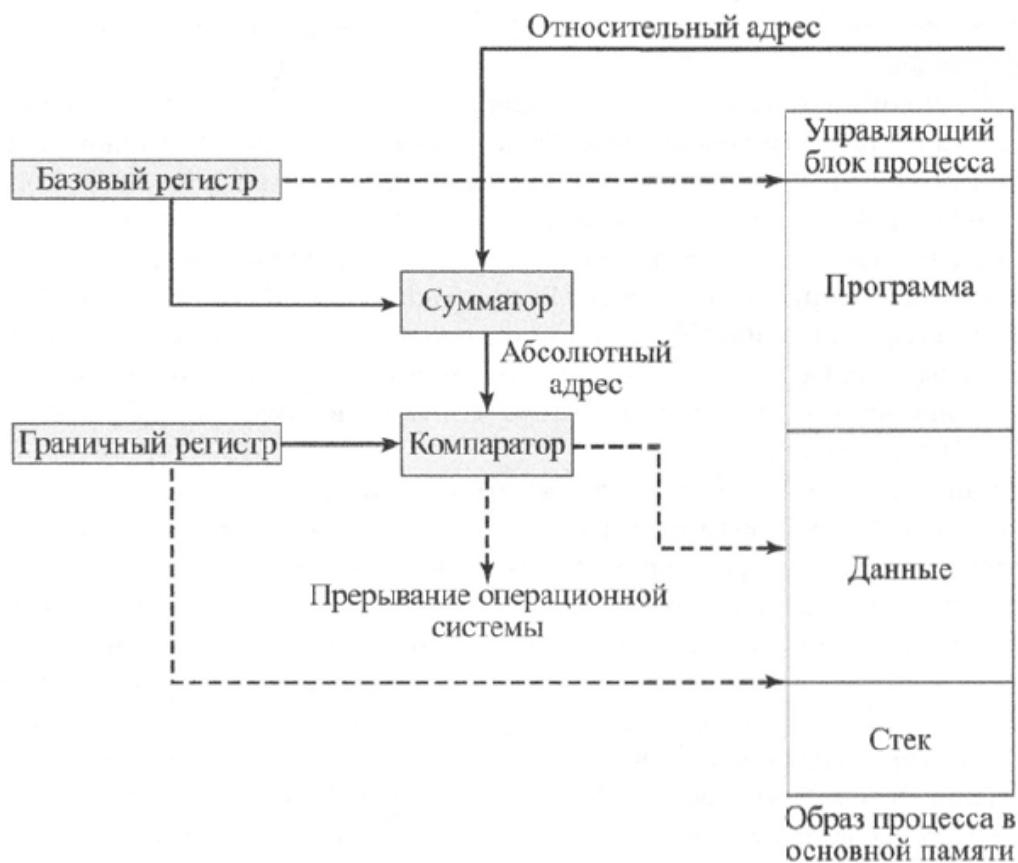 Относительный адрес
Управляющий
блок процесса
Базовый регистр
Программа
Сумматор
Абсолютный
адрес
Граничный регистр
Компаратор
Данные
Прерывание операционной
системы
Стек
Образ процесса в
основной памяти